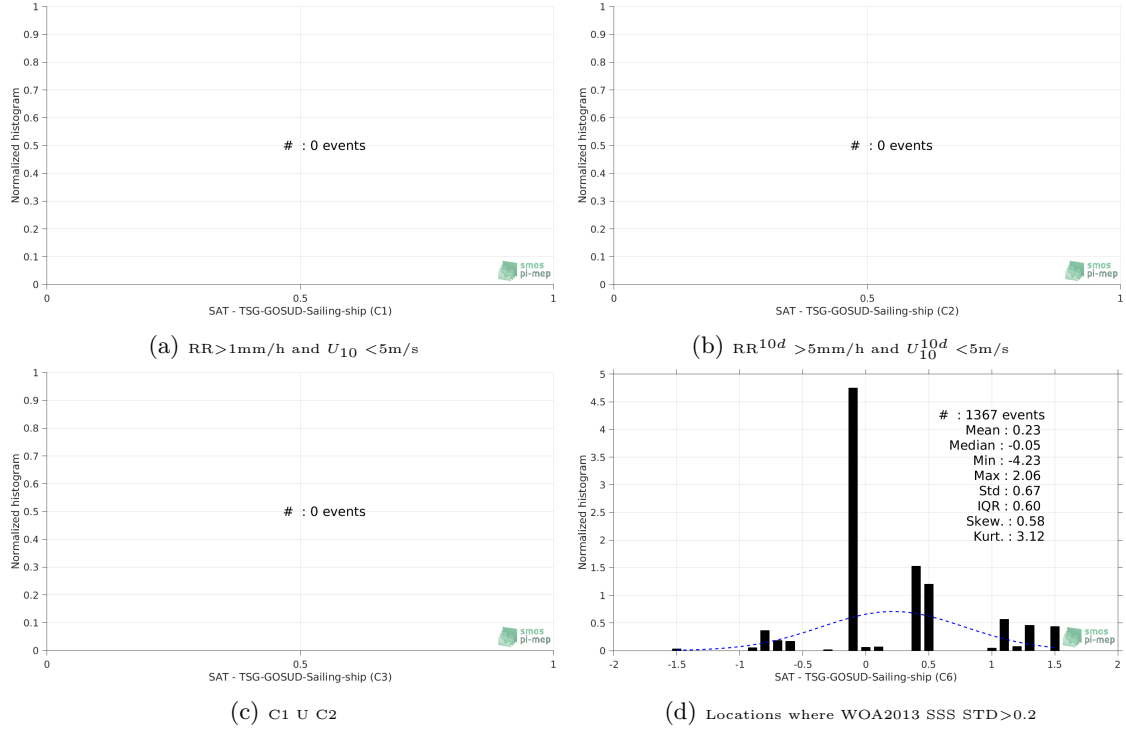 1
0.9
0.8
0.7
0.6
0.5
0.4
0.3
0.2
0.1
0
Normalized histogram
# : 0 events
smos
pi-mep
0
0.5
1
SAT - TSG-GOSUD-Sailing-ship (C1)
(a) RR>1mm/h and U10 <5m/s
1
0.9
0.8
0.7
0.6
0.5
0.4
0.3
0.2
0.1
0
Normalized histogram
# : 0 events
smos
pi-mep
0
0.5
1
SAT - TSG-GOSUD-Sailing-ship (C2)
(b) RR10d >5mm/h and U10d10 <5m/s
1
0.9
0.8
0.7
0.6
0.5
0.4
0.3
0.2
0.1
0
Normalized histogram
# : 0 events
smos
pi-mep
0
0.5
1
SAT - TSG-GOSUD-Sailing-ship (C3)
(c) C1 U C2
5
4.5
4
3.5
3
2.5
2
1.5
1
0.5
0
Normalized histogram
# : 1367 events
Mean : 0.23
Median : -0.05
Min : -4.23
Max : 2.06
Std : 0.67
IQR : 0.60
Skew. : 0.58
Kurt. : 3.12
smos
pi-mep
-2
-1.5
-1
-0.5
0
0.5
1
1.5
2
SAT - TSG-GOSUD-Sailing-ship (C6)
(d) Locations where WOA2013 SSS STD>0.2